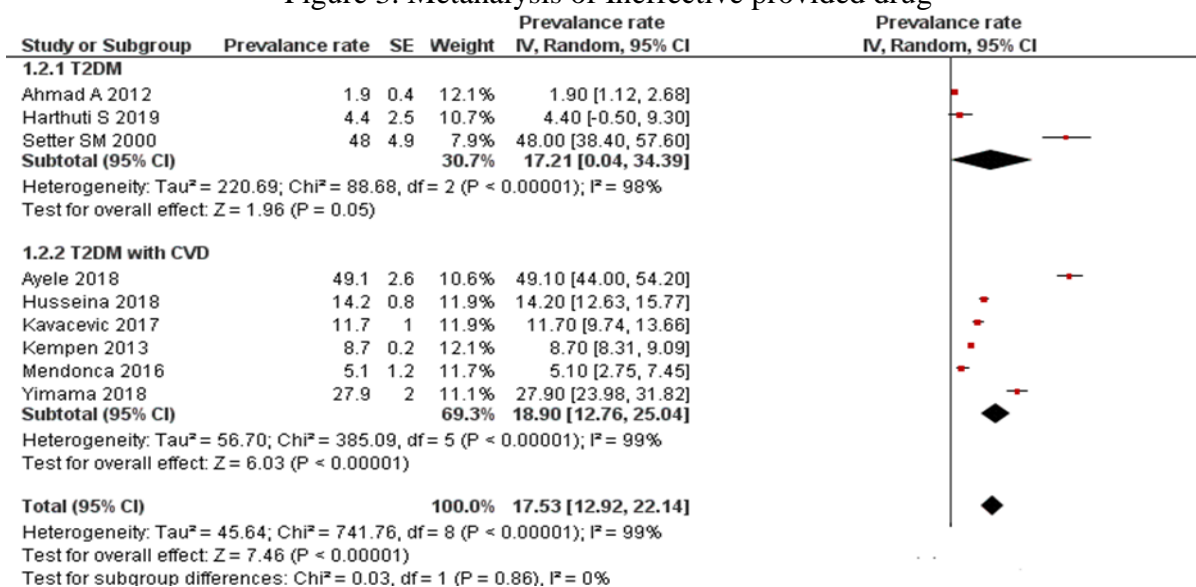 Figure 3. Metanalysis of Ineffective provided drug
Prevalance rate Prevalance rate
Study or Subgroup Prevalance rate SE Weight IV, Random, 95% CI IV, Random, 95% CI
1.2.1 T2DM
Ahmad A 2012 1.9 0.4 12.1% 1.90 [1.12, 2.68]
Harthuti S 2019 4.4 2.5 10.7% 4.40 [-0.50, 9.30]
Setter SM 2000 48 4.9 7.9% 48.00 [38.40, 57.60]
Subtotal (95% CI) 30.7% 17.21 [0.04, 34.39]
Heterogeneity: Tau² = 220.69; Chi² = 88.68, df = 2 (P < 0.00001); I² = 98%
Test for overall effect: Z = 1.96 (P = 0.05)
1.2.2 T2DM with CVD
Ayele 2018 49.1 2.6 10.6% 49.10 [44.00, 54.20]
Husseina 2018 14.2 0.8 11.9% 14.20 [12.63, 15.77]
Kavacevic 2017 11.7 1 11.9% 11.70 [9.74, 13.66]
Kempen 2013 8.7 0.2 12.1% 8.70 [8.31, 9.09]
Mendonca 2016 5.1 1.2 11.7% 5.10 [2.75, 7.45]
Yimama 2018 27.9 2 11.1% 27.90 [23.98, 31.82]
Subtotal (95% CI) 69.3% 18.90 [12.76, 25.04]
Heterogeneity: Tau² = 56.70; Chi² = 385.09, df = 5 (P < 0.00001); I² = 99%
Test for overall effect: Z = 6.03 (P < 0.00001)
Total (95% CI) 100.0% 17.53 [12.92, 22.14]
Heterogeneity: Tau² = 45.64; Chi² = 741.76, df = 8 (P < 0.00001); I² = 99%
Test for overall effect: Z = 7.46 (P < 0.00001)
Test for subgroup differences: Chi² = 0.03, df = 1 (P = 0.86), I² = 0%